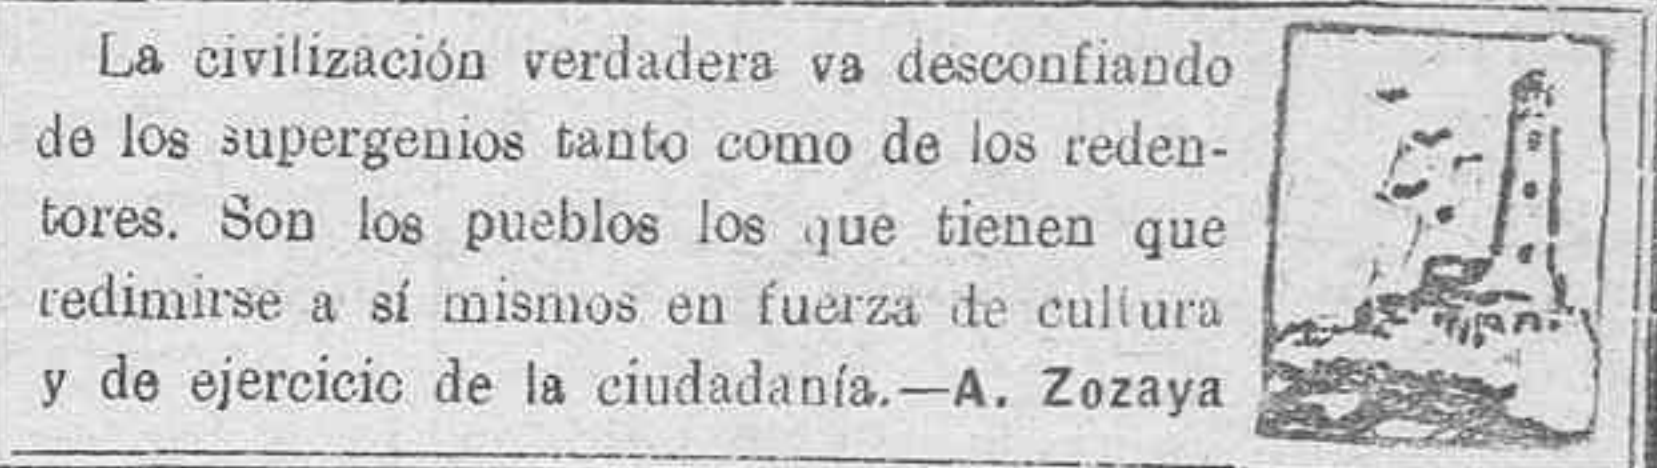 La civilización verdadera va desconfiando
de los supergenios tanto como de los reden-
tores. Son los pueblos los que tienen que
redimirse a sí mismos en fuerza de cultura
y de ejercicio de la ciudadanía.—A. Zozaya